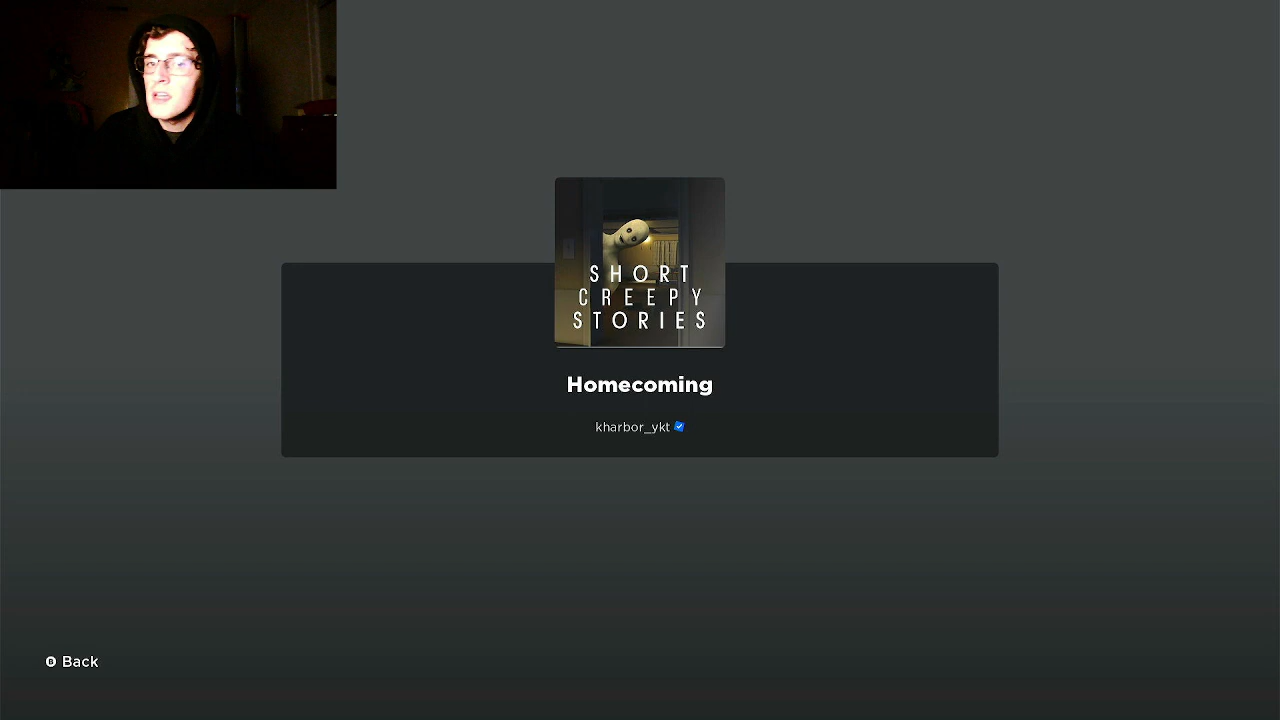 SHORT
CREEPY
STORIES
Homecoming
kharbor_ykt
B Back